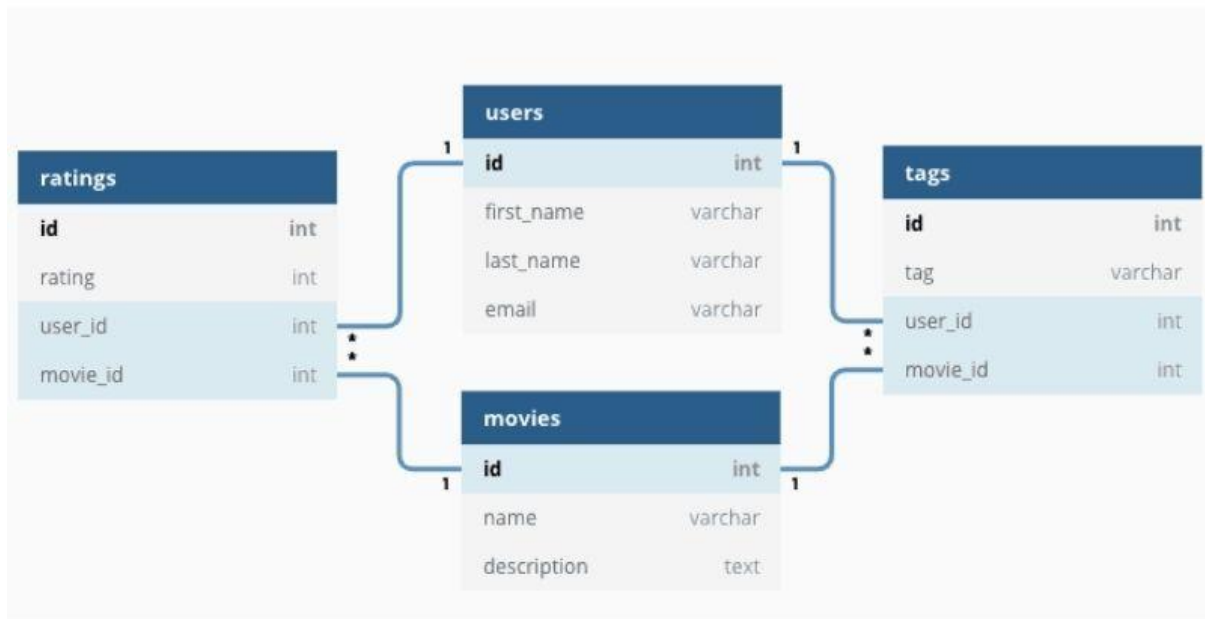 users
id int
first_name varchar
last_name varchar
email varchar
1
1
ratings
id int
rating int
user_id int
movie_id int
*
*
tags
id int
tag varchar
user_id int
movie_id int
*
*
movies
id int
name varchar
description text
1
1